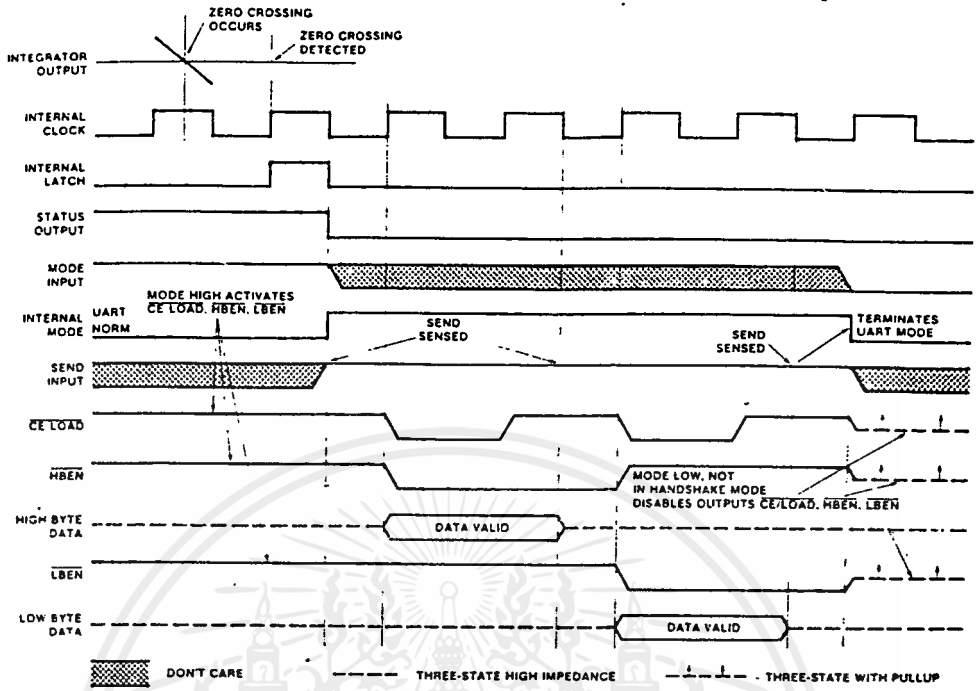 ZERO CROSSING
OCCURS
ZERO CROSSING
DETECTED
INTEGRATOR
OUTPUT
INTERNAL
CLOCK
INTERNAL
LATCH
STATUS
OUTPUT
MODE
INPUT
MODE HIGH ACTIVATES
CE LOAD, HBEN, LBEN
INTERNAL
MODE
UART
NORM
SEND
SENSED
SEND
SENSED
TERMINATES
UART MODE
SEND
INPUT
CE LOAD
HBEN
MODE LOW, NOT
IN HANDSHAKE MODE
DISABLES OUTPUTS CE/LOAD, HBEN, LBEN
HIGH BYTE
DATA
DATA VALID
LBEN
LOW BYTE
DATA
DATA VALID
DON'T CARE
THREE-STATE HIGH IMPEDANCE
THREE-STATE WITH PULLUP